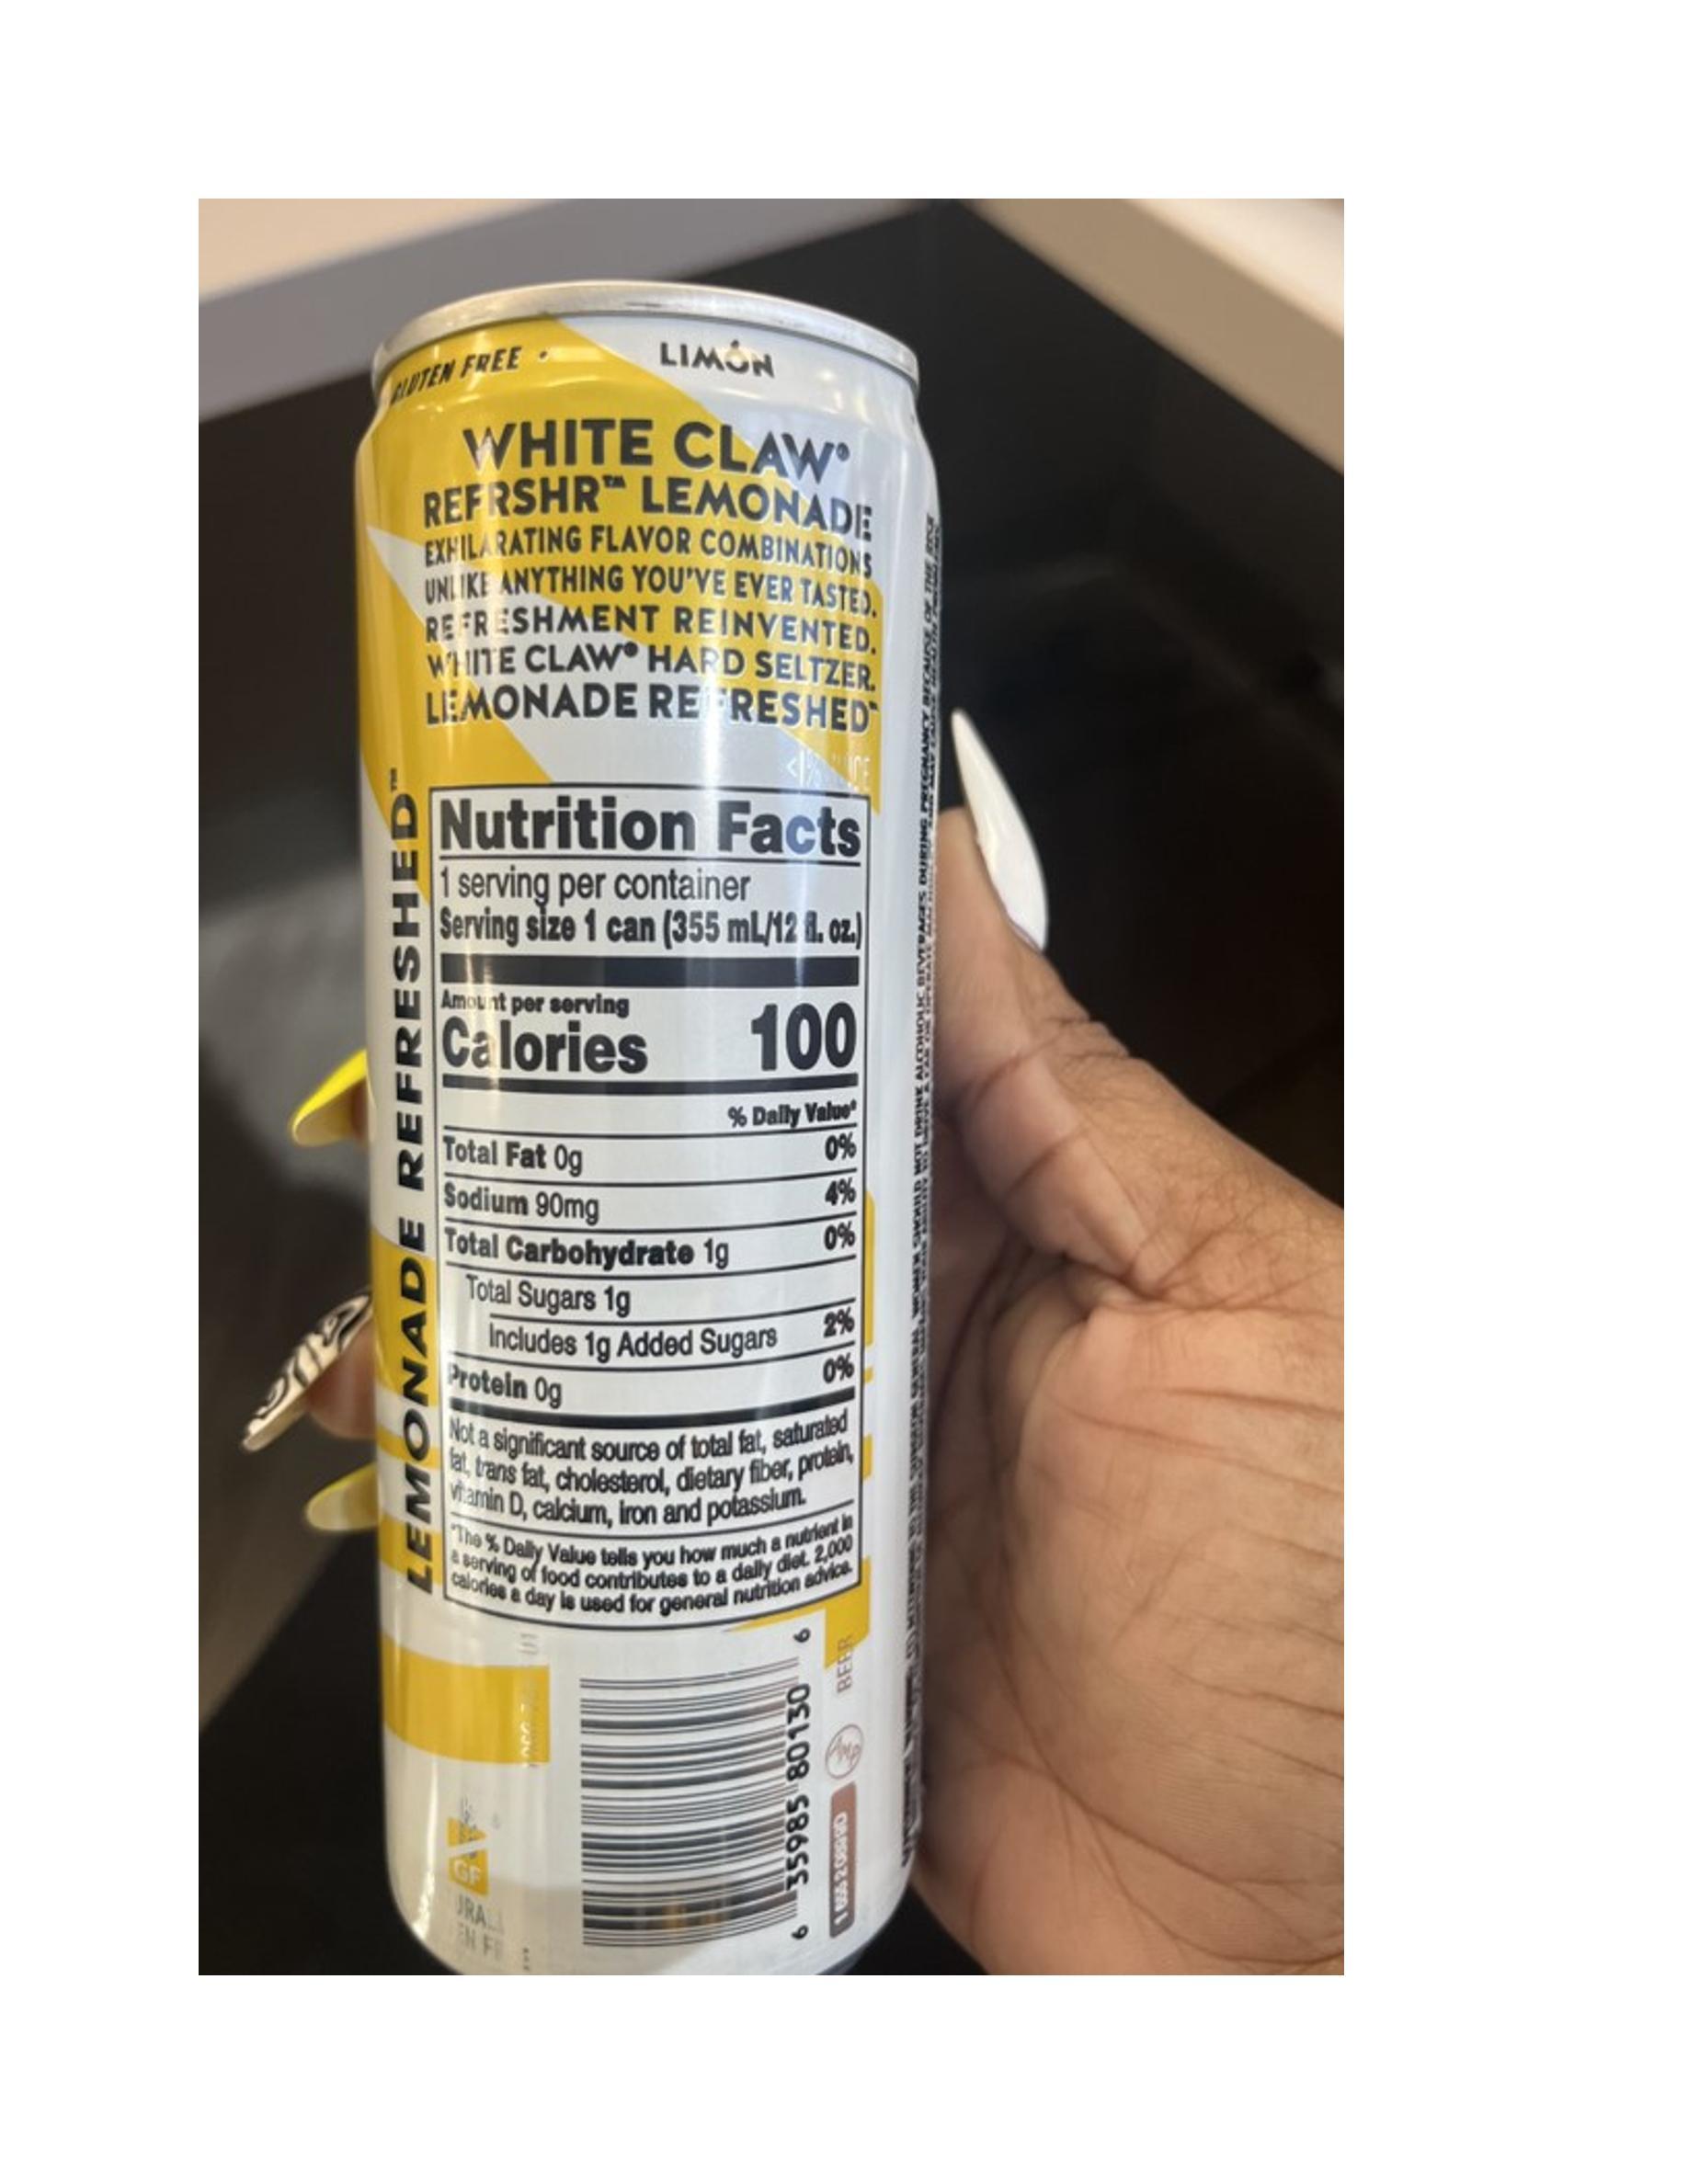 GLUTEN FREE •
LIMÓN
WHITE CLAW®
REFRSHR™ LEMONADE
EXHILARATING FLAVOR COMBINATIONS
UNLIKE ANYTHING YOU'VE EVER TASTED.
REFRESHMENT REINVENTED.
WHITE CLAW® HARD SELTZER.
LEMONADE REFRESHED™
<1% JUICE
LEMONADE REFRESHED™
Nutrition Facts
1 serving per container
Serving size 1 can (355 mL/12 fl. oz.)
Amount per serving
Calories 100
% Daily Value*
Total Fat 0g 0%
Sodium 90mg 4%
Total Carbohydrate 1g 0%
Total Sugars 1g
Includes 1g Added Sugars 2%
Protein 0g 0%
Not a significant source of total fat, saturated
fat, trans fat, cholesterol, dietary fiber, protein,
vitamin D, calcium, iron and potassium.
*The % Daily Value tells you how much a nutrient in
a serving of food contributes to a daily diet. 2,000
calories a day is used for general nutrition advice.
6 35985 80130 6
BEER
GF